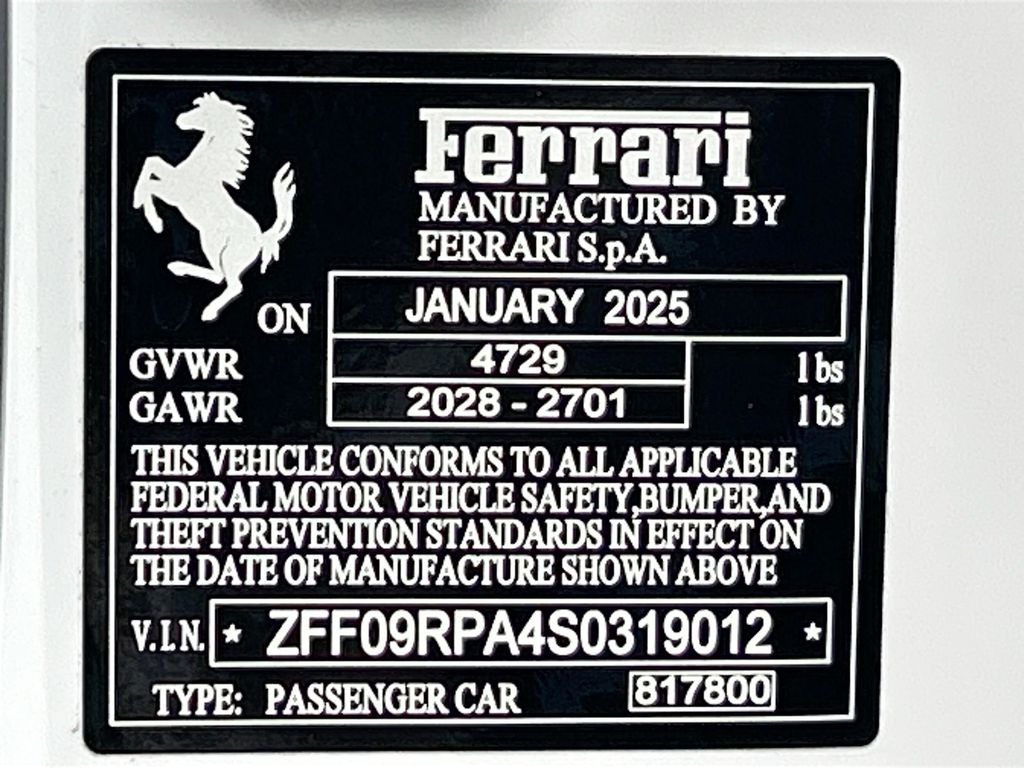 Ferrari
MANUFACTURED BY
FERRARI S.p.A.
ON JANUARY 2025
GVWR 4729 lbs
GAWR 2028 - 2701 lbs
THIS VEHICLE CONFORMS TO ALL APPLICABLE
FEDERAL MOTOR VEHICLE SAFETY,BUMPER,AND
THEFT PREVENTION STANDARDS IN EFFECT ON
THE DATE OF MANUFACTURE SHOWN ABOVE
V.I.N. * ZFF09RPA4S0319012 *
TYPE: PASSENGER CAR 817800